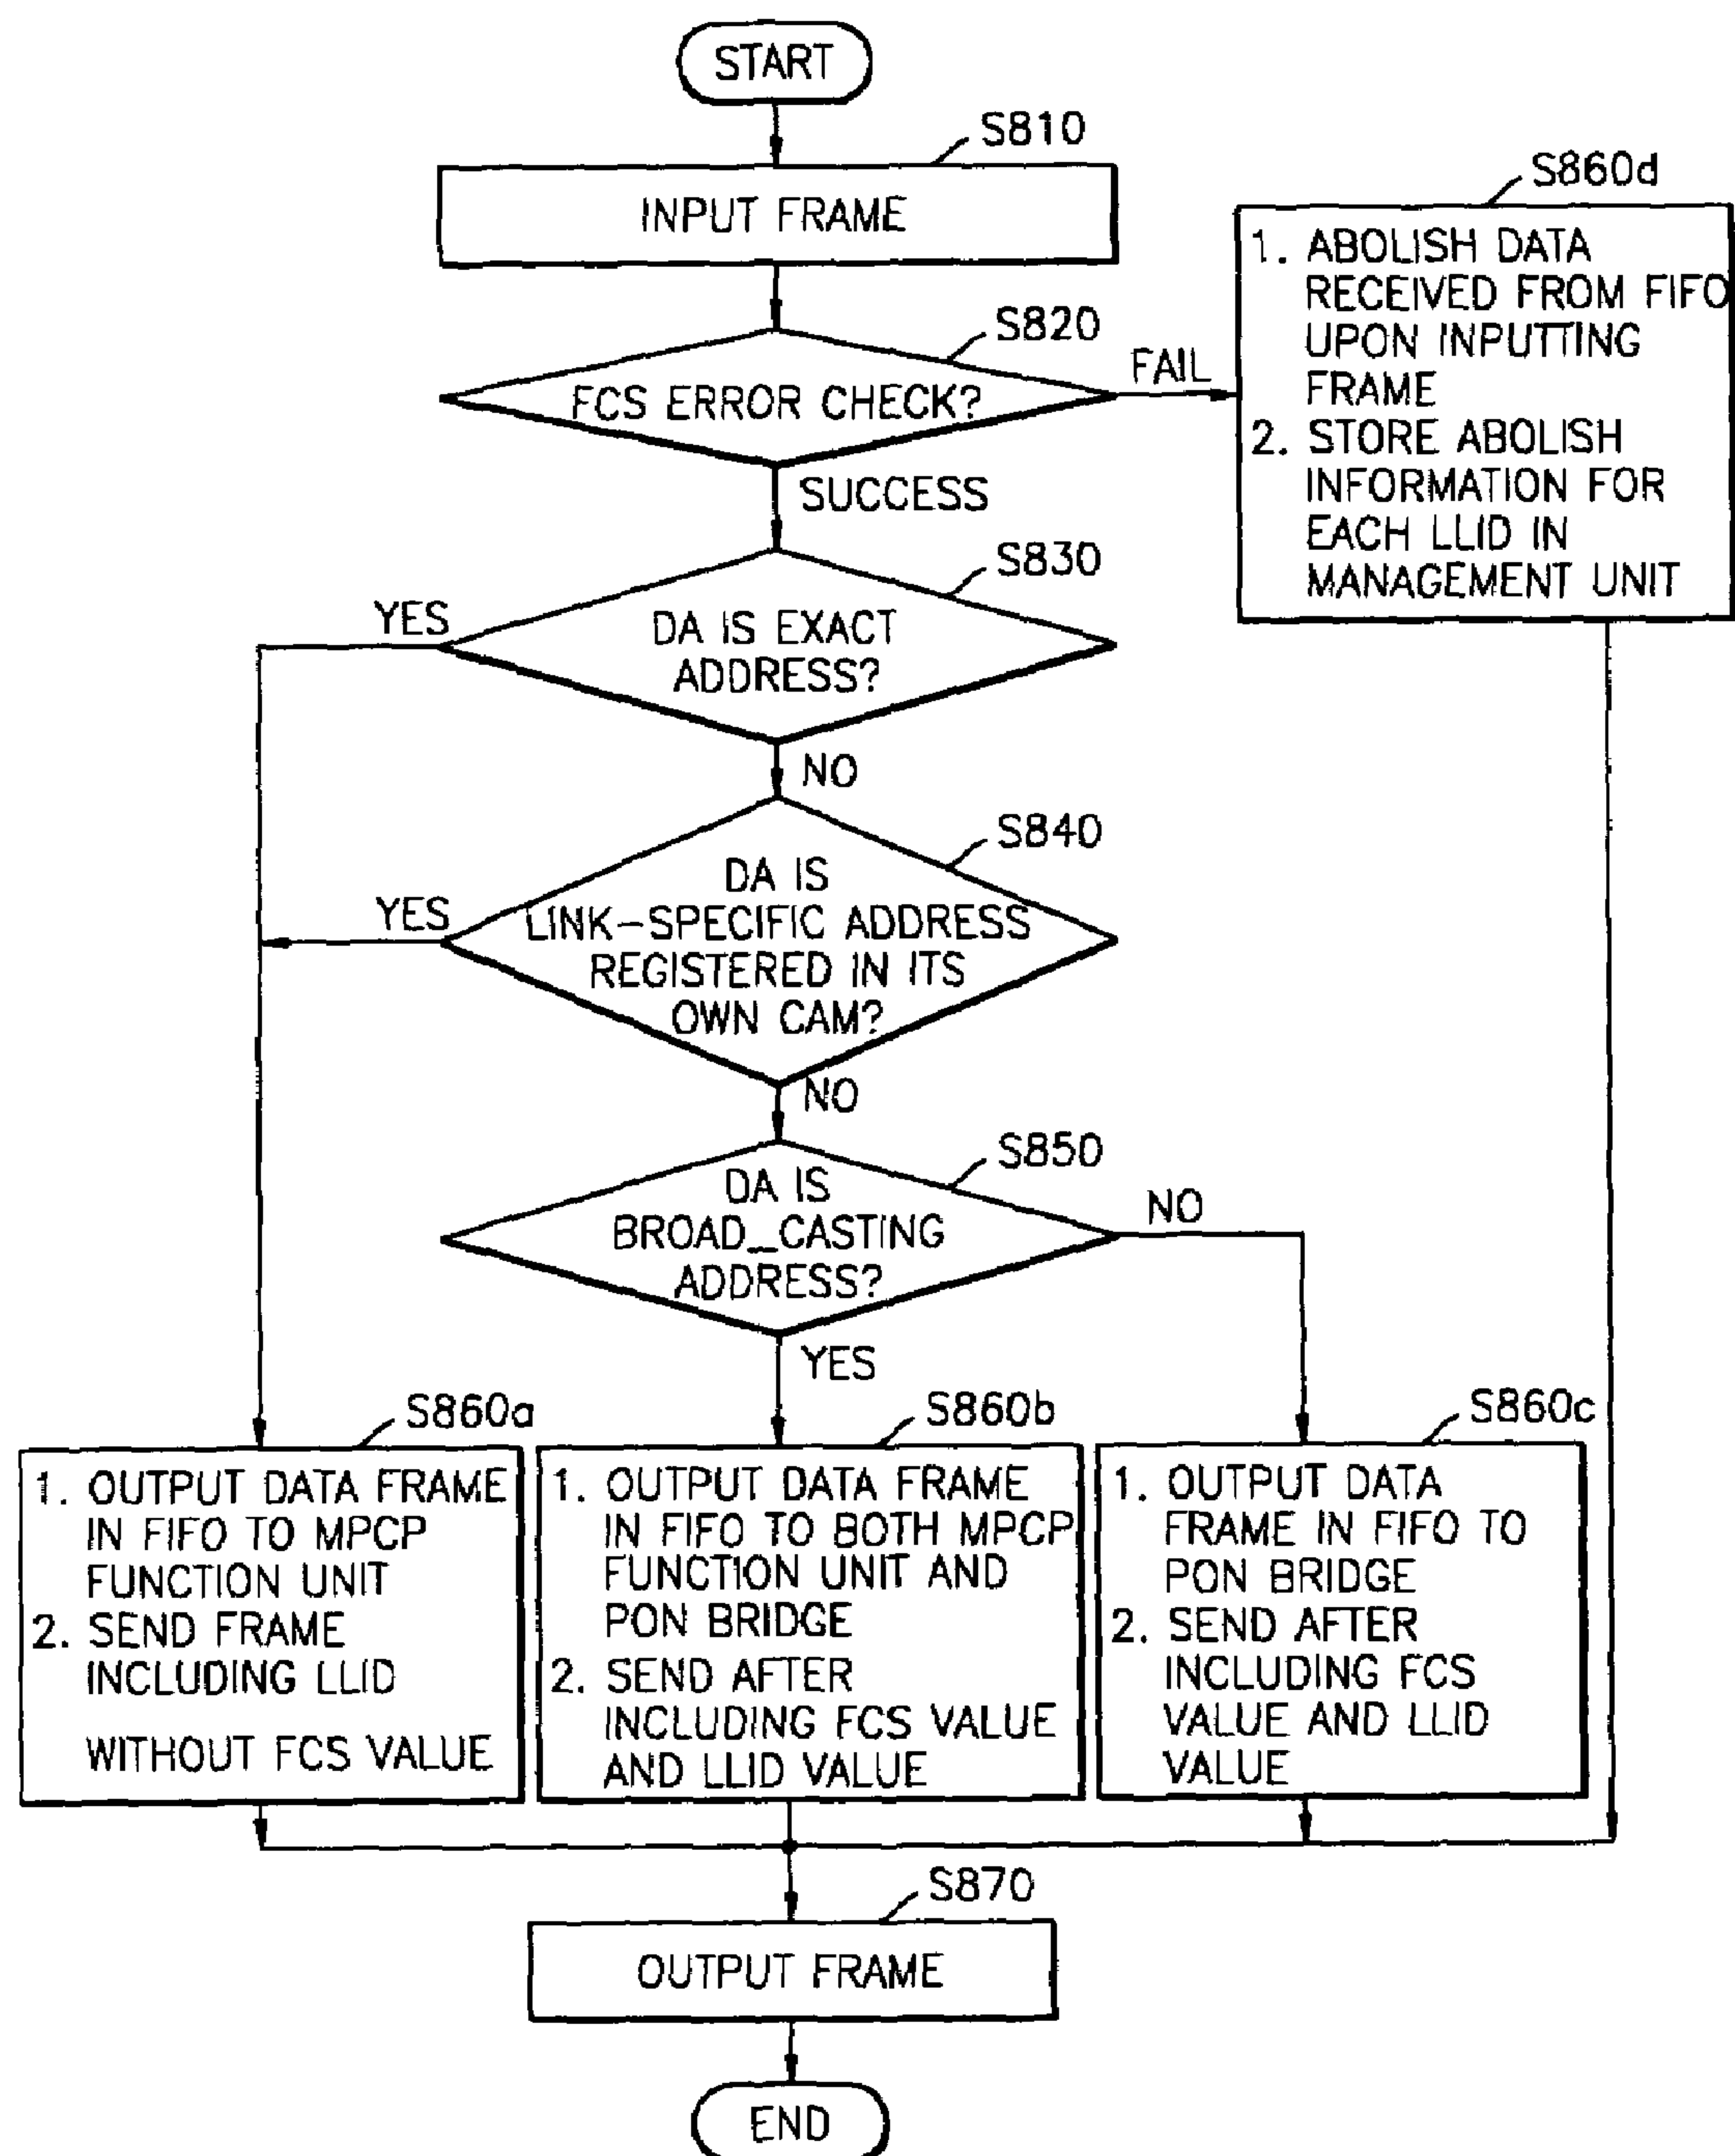 START
S810
INPUT FRAME
S860d
1. ABOLISH DATA
RECEIVED FROM FIFO
UPON INPUTTING
FRAME
2. STORE ABOLISH
INFORMATION FOR
EACH LLID IN
MANAGEMENT UNIT
S820
FCS ERROR CHECK?
FAIL
SUCCESS
S830
YES
DA IS EXACT
ADDRESS?
NO
S840
YES
DA IS
LINK-SPECIFIC ADDRESS
REGISTERED IN ITS
OWN CAM?
NO
S850
DA IS
BROAD_CASTING
ADDRESS?
NO
YES
S860a
1. OUTPUT DATA FRAME
IN FIFO TO MPCP
FUNCTION UNIT
2. SEND FRAME
INCLUDING LLID
WITHOUT FCS VALUE
S860b
1. OUTPUT DATA FRAME
IN FIFO TO BOTH MPCP
FUNCTION UNIT AND
PON BRIDGE
2. SEND AFTER
INCLUDING FCS VALUE
AND LLID VALUE
S860c
1. OUTPUT DATA
FRAME IN FIFO TO
PON BRIDGE
2. SEND AFTER
INCLUDING FCS
VALUE AND LLID
VALUE
S870
OUTPUT FRAME
END